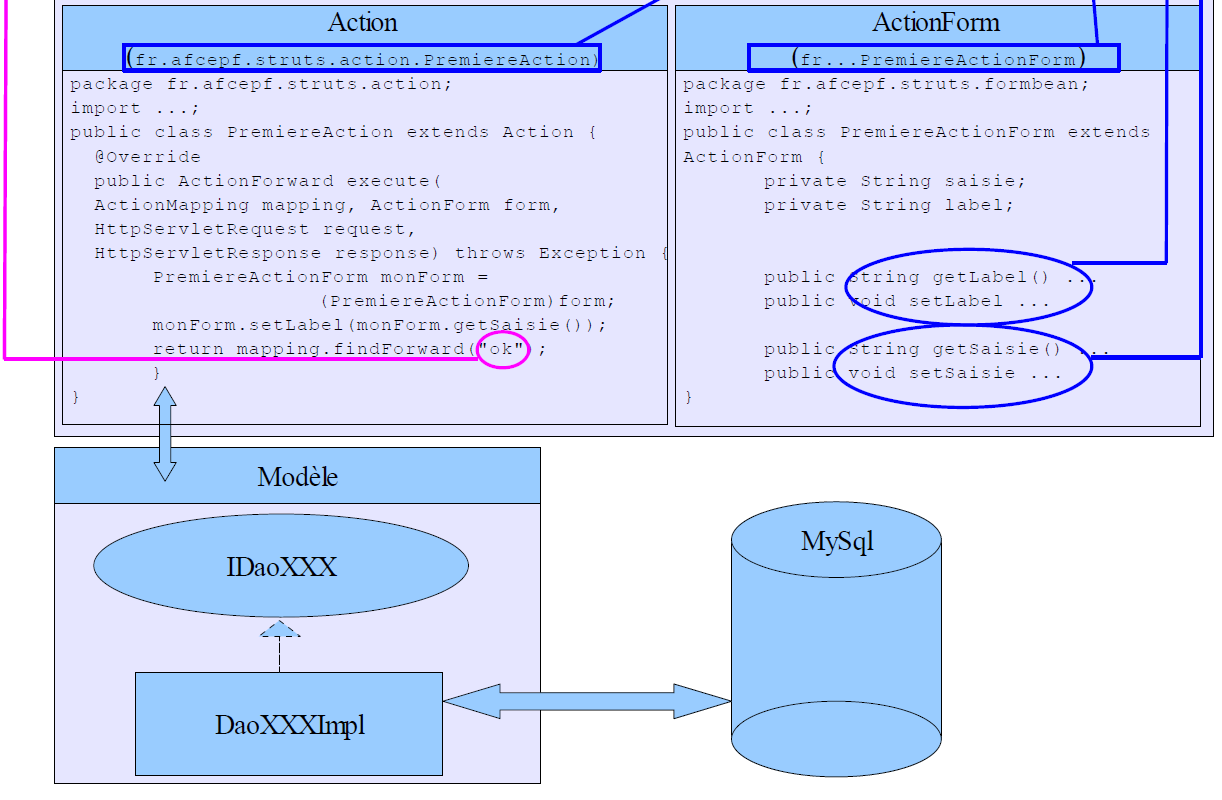 Action
(fr.afcepf.struts.action.PremiereAction)
package fr.afcepf.struts.action;
import ...;
public class PremiereAction extends Action {
@Override
public ActionForward execute(
ActionMapping mapping, ActionForm form,
HttpServletRequest request,
HttpServletResponse response) throws Exception {
PremiereActionForm monForm =
(PremiereActionForm)form;
monForm.setLabel(monForm.getSaisie());
return mapping.findForward("ok") ;
}
}
ActionForm
(fr...PremiereActionForm)
package fr.afcepf.struts.formbean;
import ...;
public class PremiereActionForm extends
ActionForm {
private String saisie;
private String label;
public String getLabel() ...
public void setLabel ...
public String getSaisie() ...
public void setSaisie ...
}
Modèle
IDaoXXX
DaoXXXImpl
MySql